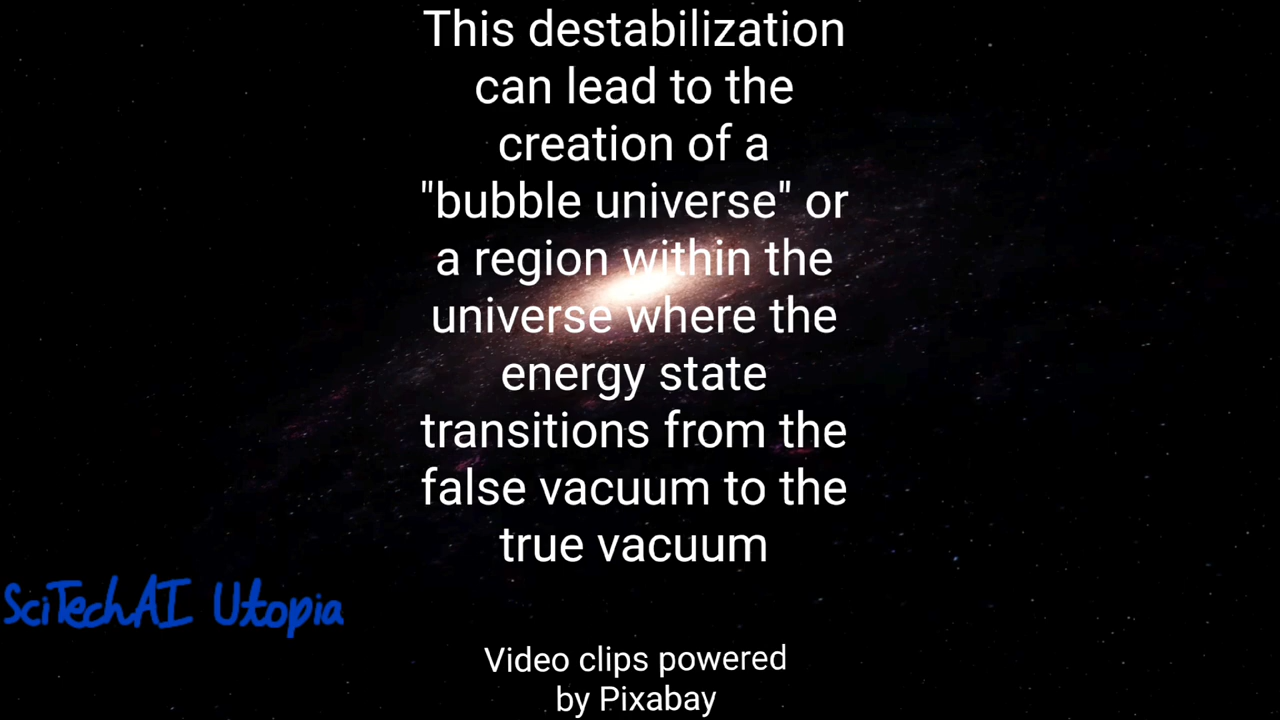 This destabilization
can lead to the
creation of a
"bubble universe" or
a region within the
universe where the
energy state
transitions from the
false vacuum to the
true vacuum
SciTechAI Utopia
Video clips powered
by Pixabay